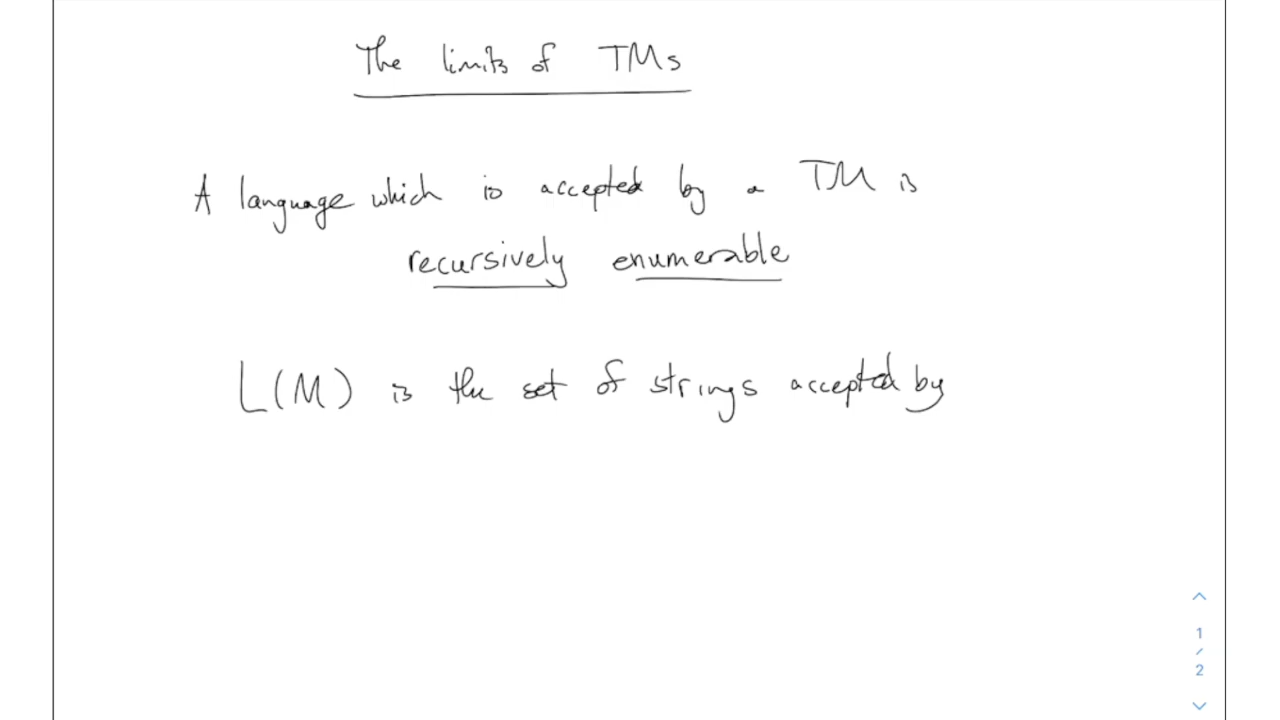 The limits of TMs
A language which is accepted by a TM is
recursively enumerable
L(M) is the set of strings accepted by
1
/
2